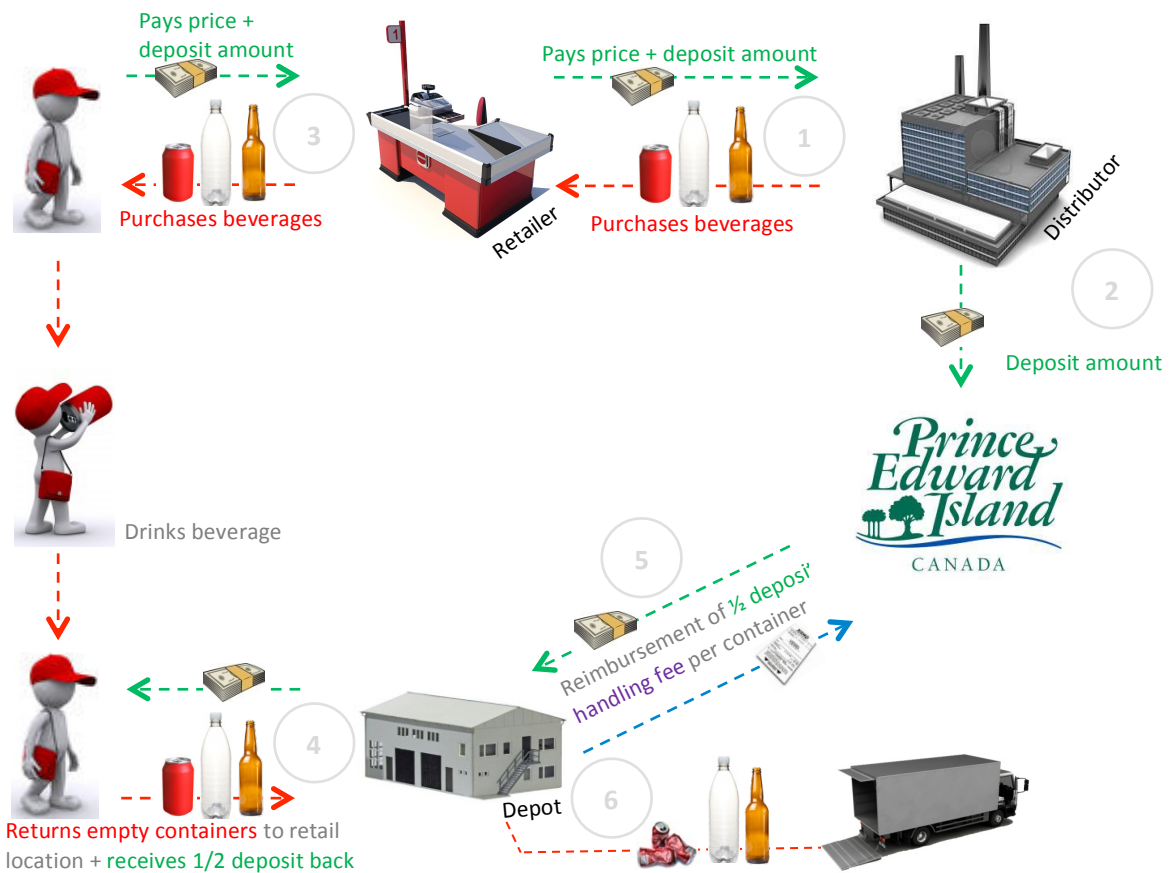 Pays price +
deposit amount
Pays price + deposit amount
1
3
1
Purchases beverages
Retailer
Purchases beverages
Distributor
2
Deposit amount
Prince
Edward
Island
CANADA
Drinks beverage
5
Reimbursement of ½ deposit
handling fee per container
4
Depot
6
Returns empty containers to retail
location + receives 1/2 deposit back